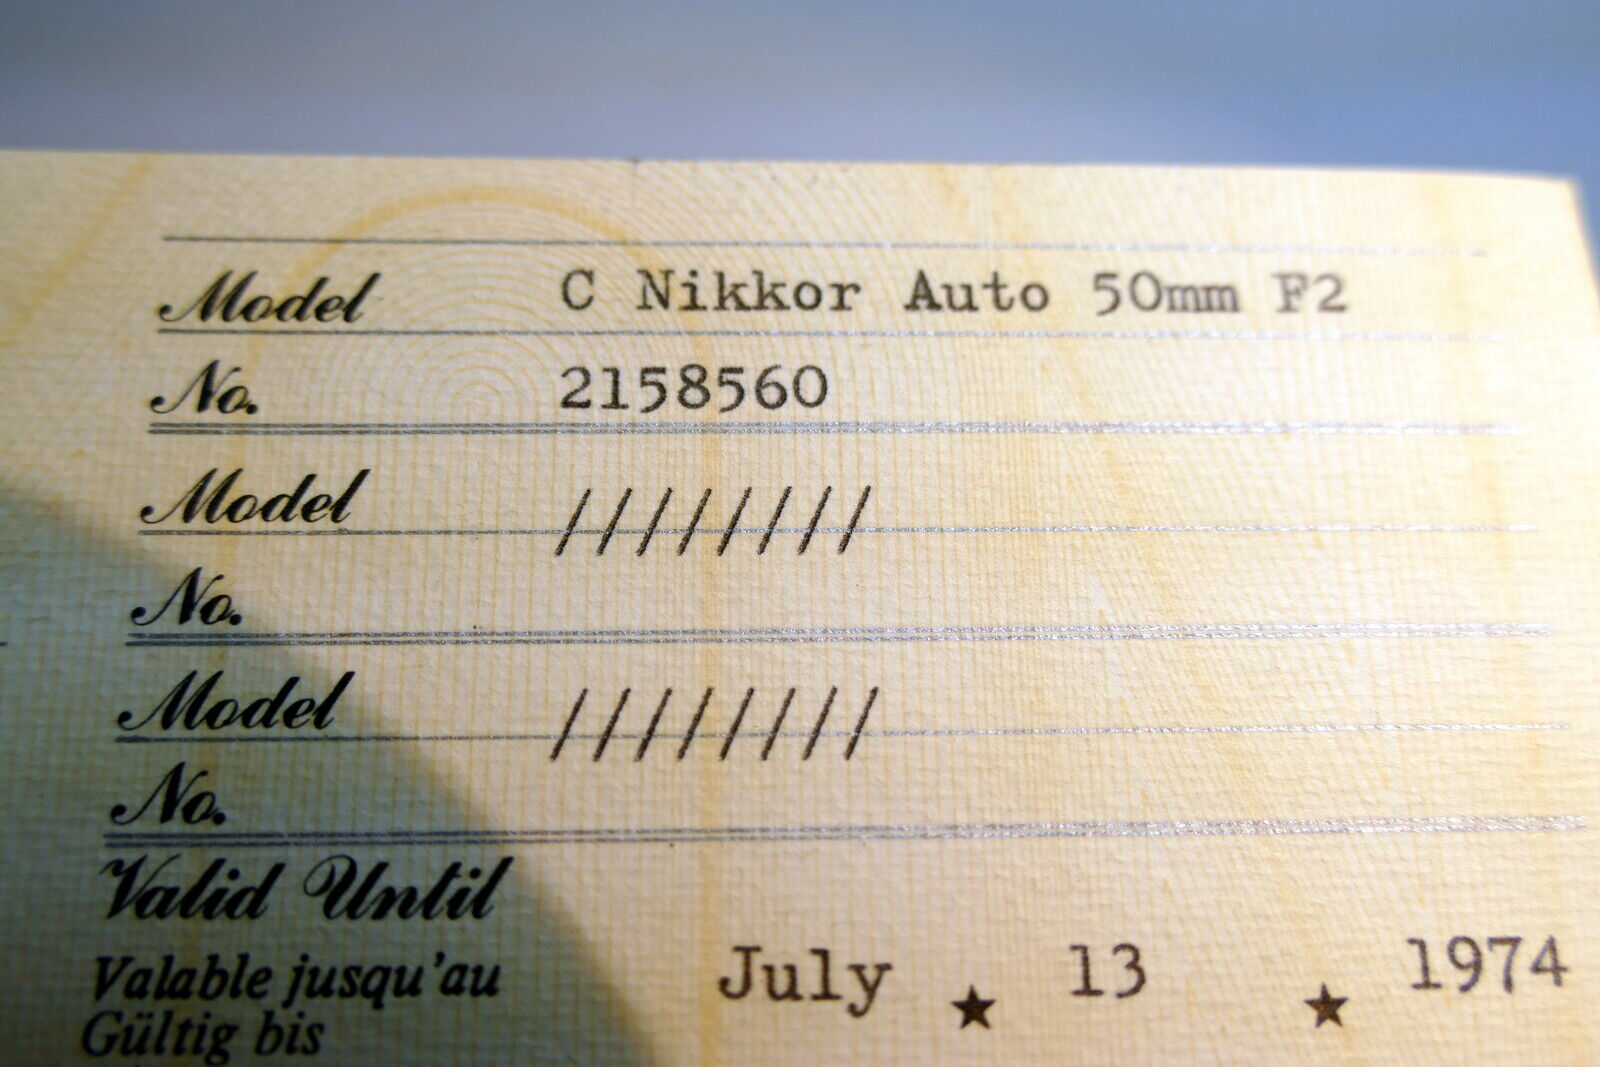 Model C Nikkor Auto 50mm F2
No. 2158560
Model ////////
No.
Model ////////
No.
Valid Until
Valable jusqu'au July ★ 13 ★ 1974
Gültig bis